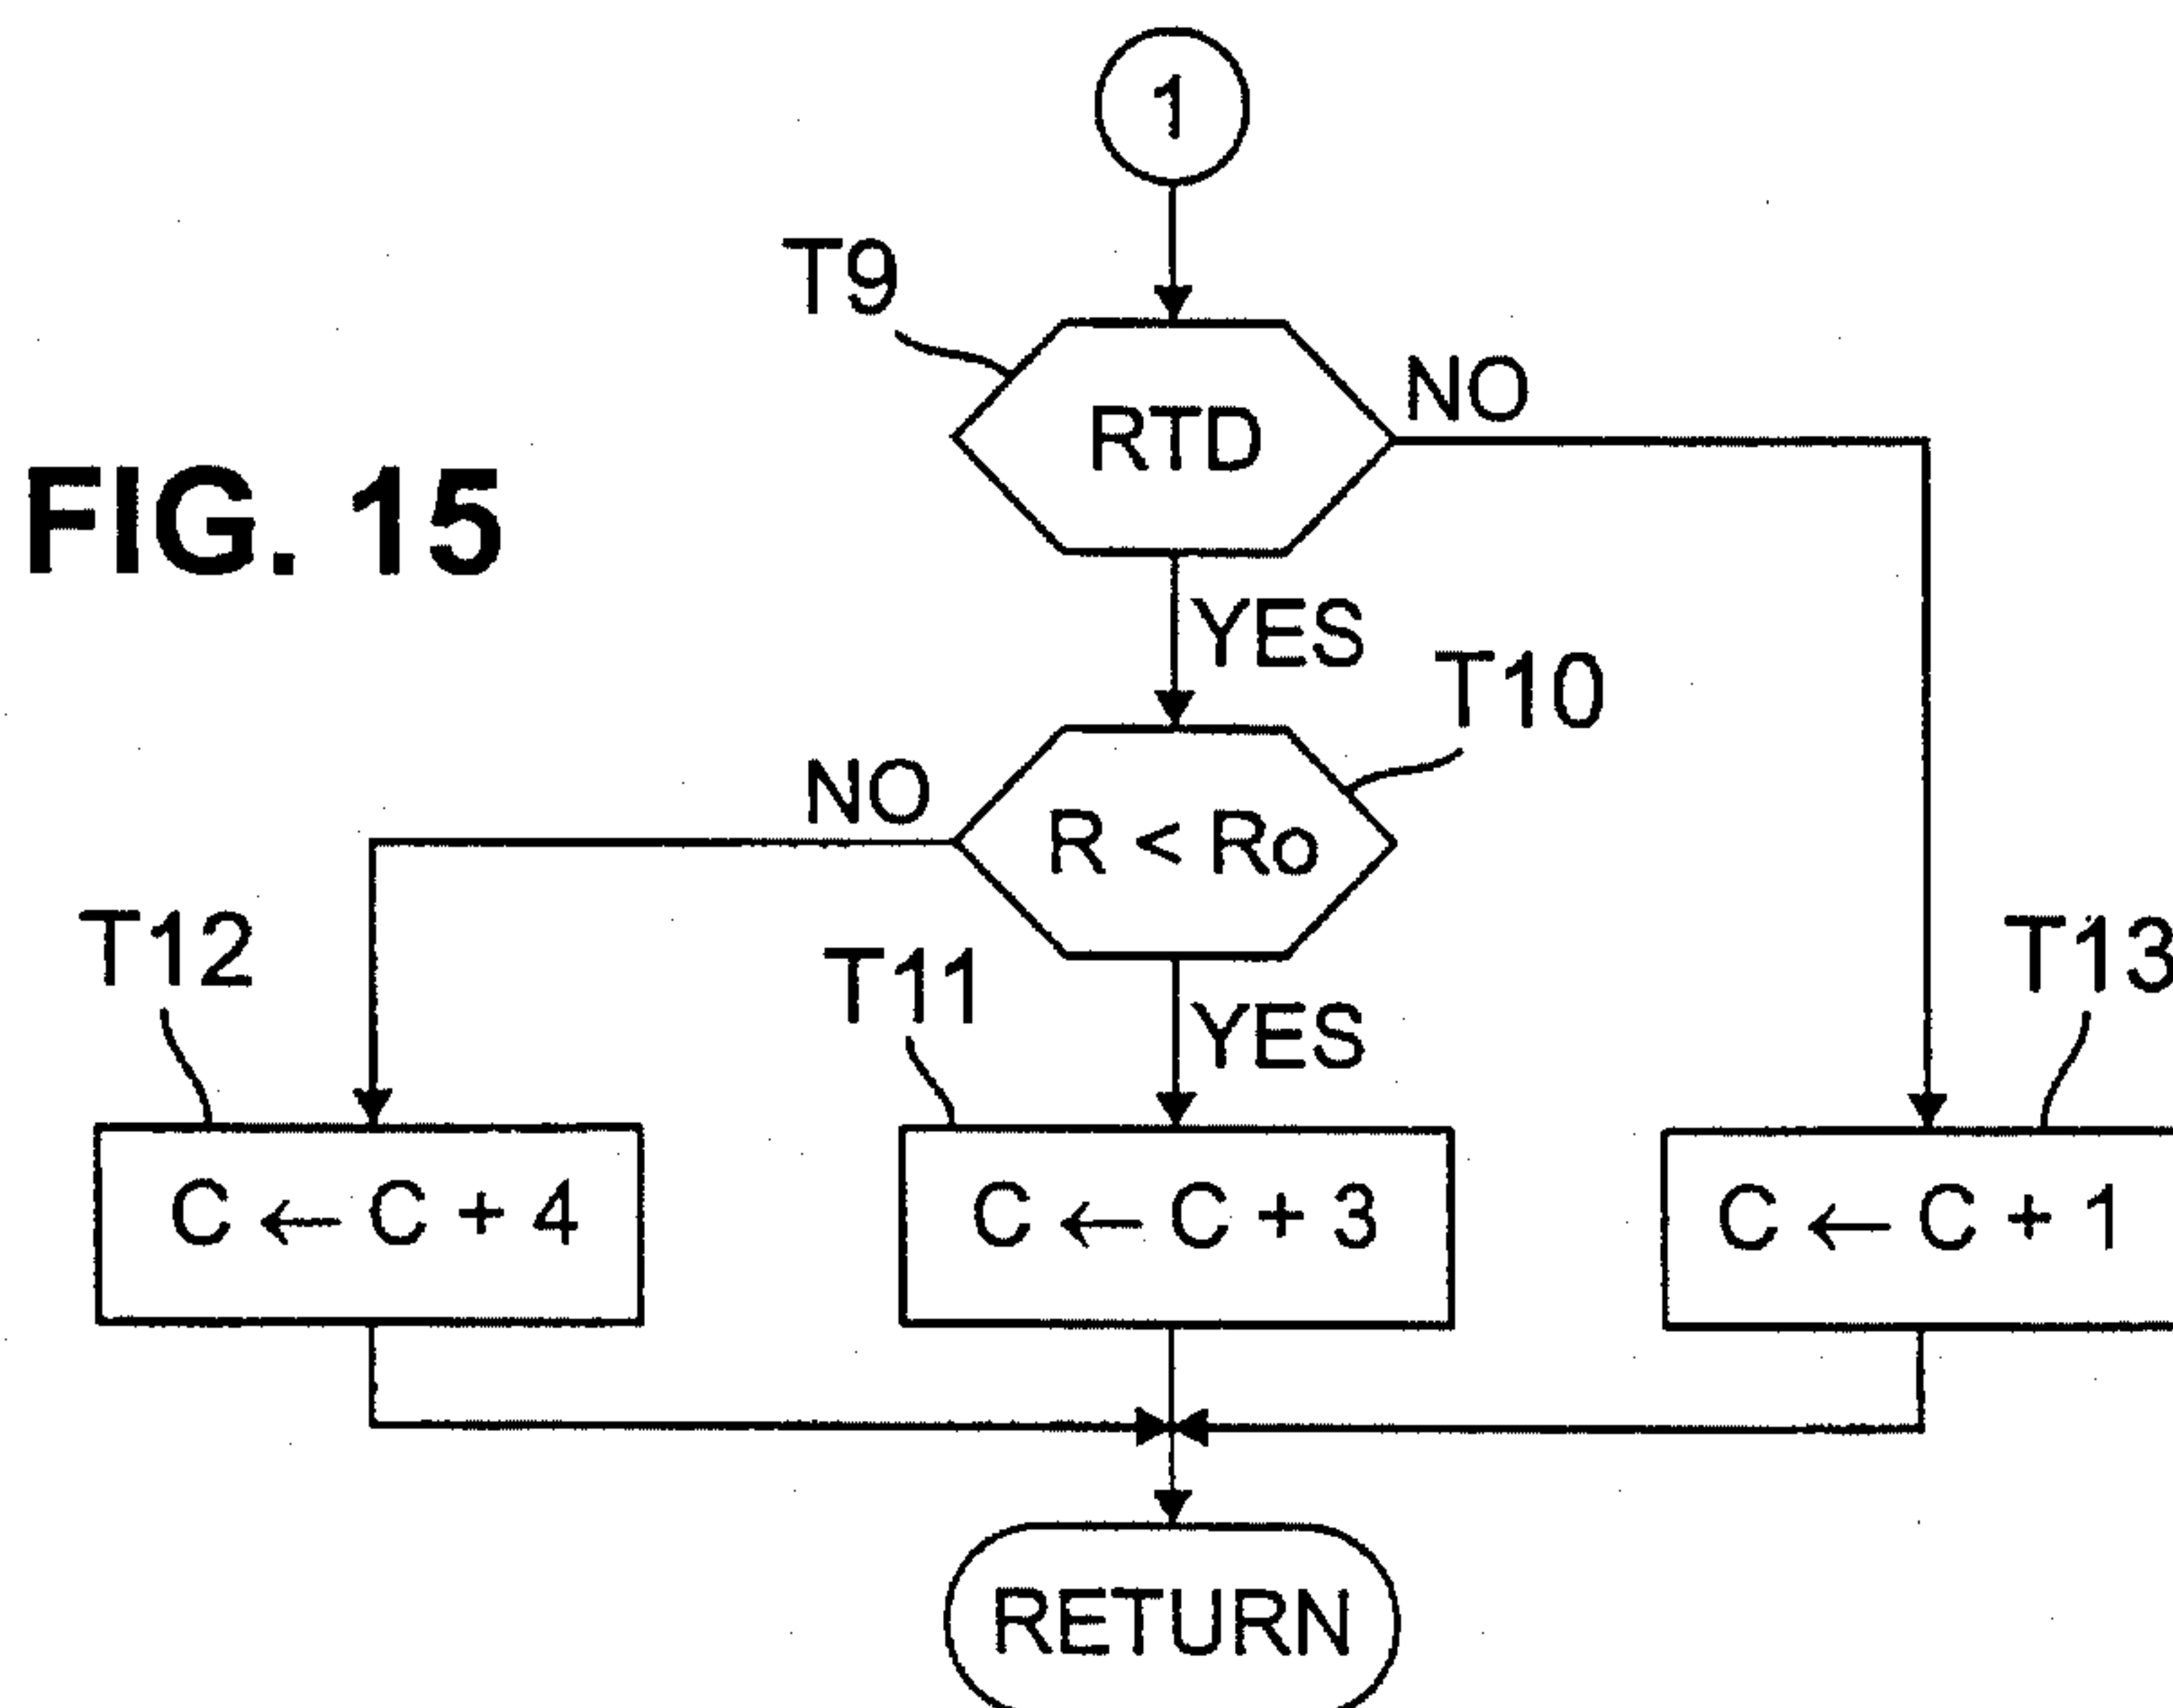 1
T9
RTD
NO
FIG. 15
YES
T10
NO
R < Ro
T12
T11
YES
T13
C ← C + 4
C ← C + 3
C ← C + 1
RETURN